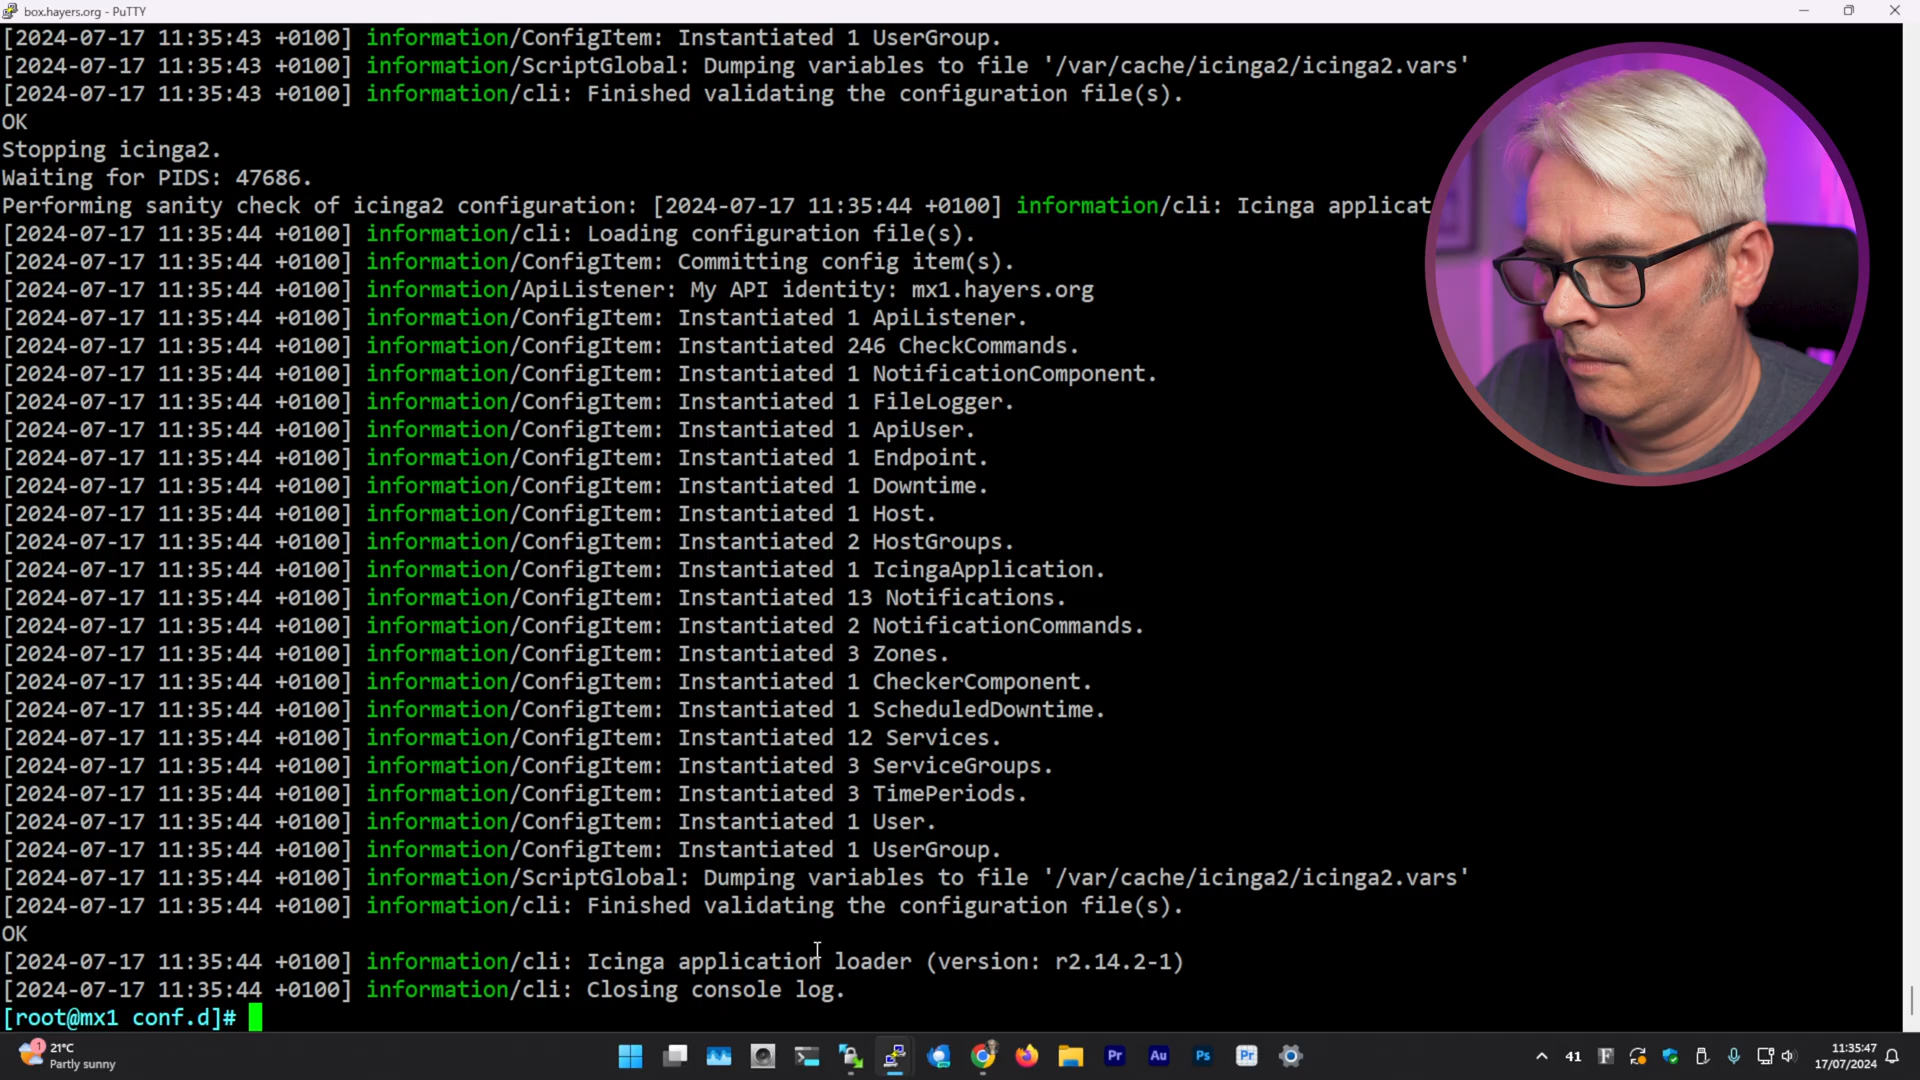 box.hayers.org - PuTTY
[2024-07-17 11:35:43 +0100] information/ConfigItem: Instantiated 1 UserGroup.
[2024-07-17 11:35:43 +0100] information/ScriptGlobal: Dumping variables to file '/var/cache/icinga2/icinga2.vars'
[2024-07-17 11:35:43 +0100] information/cli: Finished validating the configuration file(s).
OK
Stopping icinga2.
Waiting for PIDS: 47686.
Performing sanity check of icinga2 configuration: [2024-07-17 11:35:44 +0100] information/cli: Icinga applicat
[2024-07-17 11:35:44 +0100] information/cli: Loading configuration file(s).
[2024-07-17 11:35:44 +0100] information/ConfigItem: Committing config item(s).
[2024-07-17 11:35:44 +0100] information/ApiListener: My API identity: mx1.hayers.org
[2024-07-17 11:35:44 +0100] information/ConfigItem: Instantiated 1 ApiListener.
[2024-07-17 11:35:44 +0100] information/ConfigItem: Instantiated 246 CheckCommands.
[2024-07-17 11:35:44 +0100] information/ConfigItem: Instantiated 1 NotificationComponent.
[2024-07-17 11:35:44 +0100] information/ConfigItem: Instantiated 1 FileLogger.
[2024-07-17 11:35:44 +0100] information/ConfigItem: Instantiated 1 ApiUser.
[2024-07-17 11:35:44 +0100] information/ConfigItem: Instantiated 1 Endpoint.
[2024-07-17 11:35:44 +0100] information/ConfigItem: Instantiated 1 Downtime.
[2024-07-17 11:35:44 +0100] information/ConfigItem: Instantiated 1 Host.
[2024-07-17 11:35:44 +0100] information/ConfigItem: Instantiated 2 HostGroups.
[2024-07-17 11:35:44 +0100] information/ConfigItem: Instantiated 1 IcingaApplication.
[2024-07-17 11:35:44 +0100] information/ConfigItem: Instantiated 13 Notifications.
[2024-07-17 11:35:44 +0100] information/ConfigItem: Instantiated 2 NotificationCommands.
[2024-07-17 11:35:44 +0100] information/ConfigItem: Instantiated 3 Zones.
[2024-07-17 11:35:44 +0100] information/ConfigItem: Instantiated 1 CheckerComponent.
[2024-07-17 11:35:44 +0100] information/ConfigItem: Instantiated 1 ScheduledDowntime.
[2024-07-17 11:35:44 +0100] information/ConfigItem: Instantiated 12 Services.
[2024-07-17 11:35:44 +0100] information/ConfigItem: Instantiated 3 ServiceGroups.
[2024-07-17 11:35:44 +0100] information/ConfigItem: Instantiated 3 TimePeriods.
[2024-07-17 11:35:44 +0100] information/ConfigItem: Instantiated 1 User.
[2024-07-17 11:35:44 +0100] information/ConfigItem: Instantiated 1 UserGroup.
[2024-07-17 11:35:44 +0100] information/ScriptGlobal: Dumping variables to file '/var/cache/icinga2/icinga2.vars'
[2024-07-17 11:35:44 +0100] information/cli: Finished validating the configuration file(s).
OK
[2024-07-17 11:35:44 +0100] information/cli: Icinga application loader (version: r2.14.2-1)
[2024-07-17 11:35:44 +0100] information/cli: Closing console log.
[root@mx1 conf.d]#
1
21°C
Partly sunny
Pr
Au
Ps
Pr
41
F
11:35:47
17/07/2024